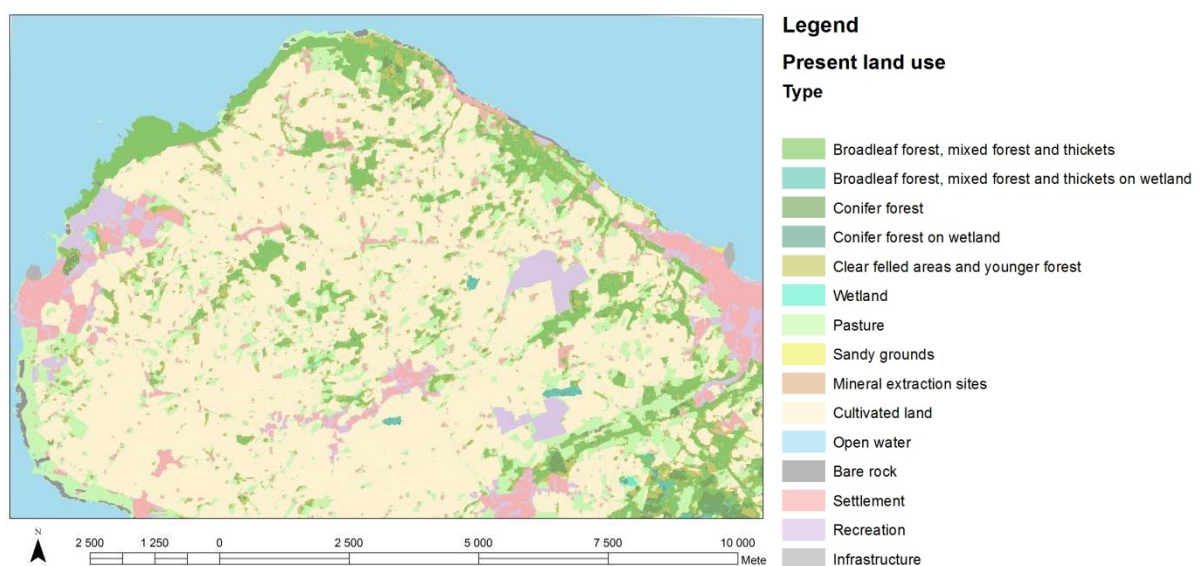 Legend
Present land use
Type
Broadleaf forest, mixed forest and thickets
Broadleaf forest, mixed forest and thickets on wetland
Conifer forest
Conifer forest on wetland
Clear felled areas and younger forest
Wetland
Pasture
Sandy grounds
Mineral extraction sites
Cultivated land
Open water
Bare rock
Settlement
Recreation
Infrastructure
N
2 500 1 250 0 2 500 5 000 7 500 10 000
Mete